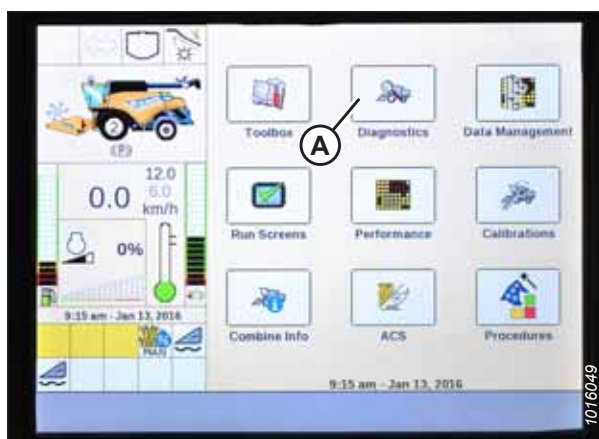 Toolbox
Diagnostics
Data Management
A
2
(P)
12.0
6.0
0.0
km/h
Run Screens
Performance
Calibrations
0%
9:15 am - Jan 13, 2016
MAN
%
Combine Info
ACS
Procedures
9:15 am - Jan 13, 2016
1016049